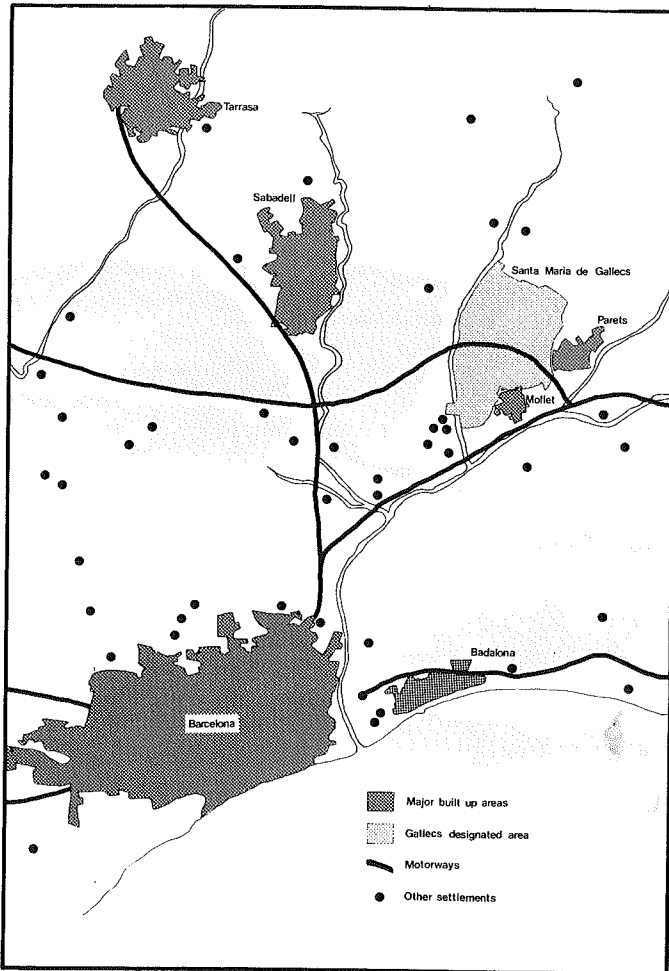 Tarrasa
Sabadell
Santa Maria de Gallecs
Parets
Mollet
Badalona
Barcelona
Major built up areas
Gallecs designated area
Motorways
Other settlements